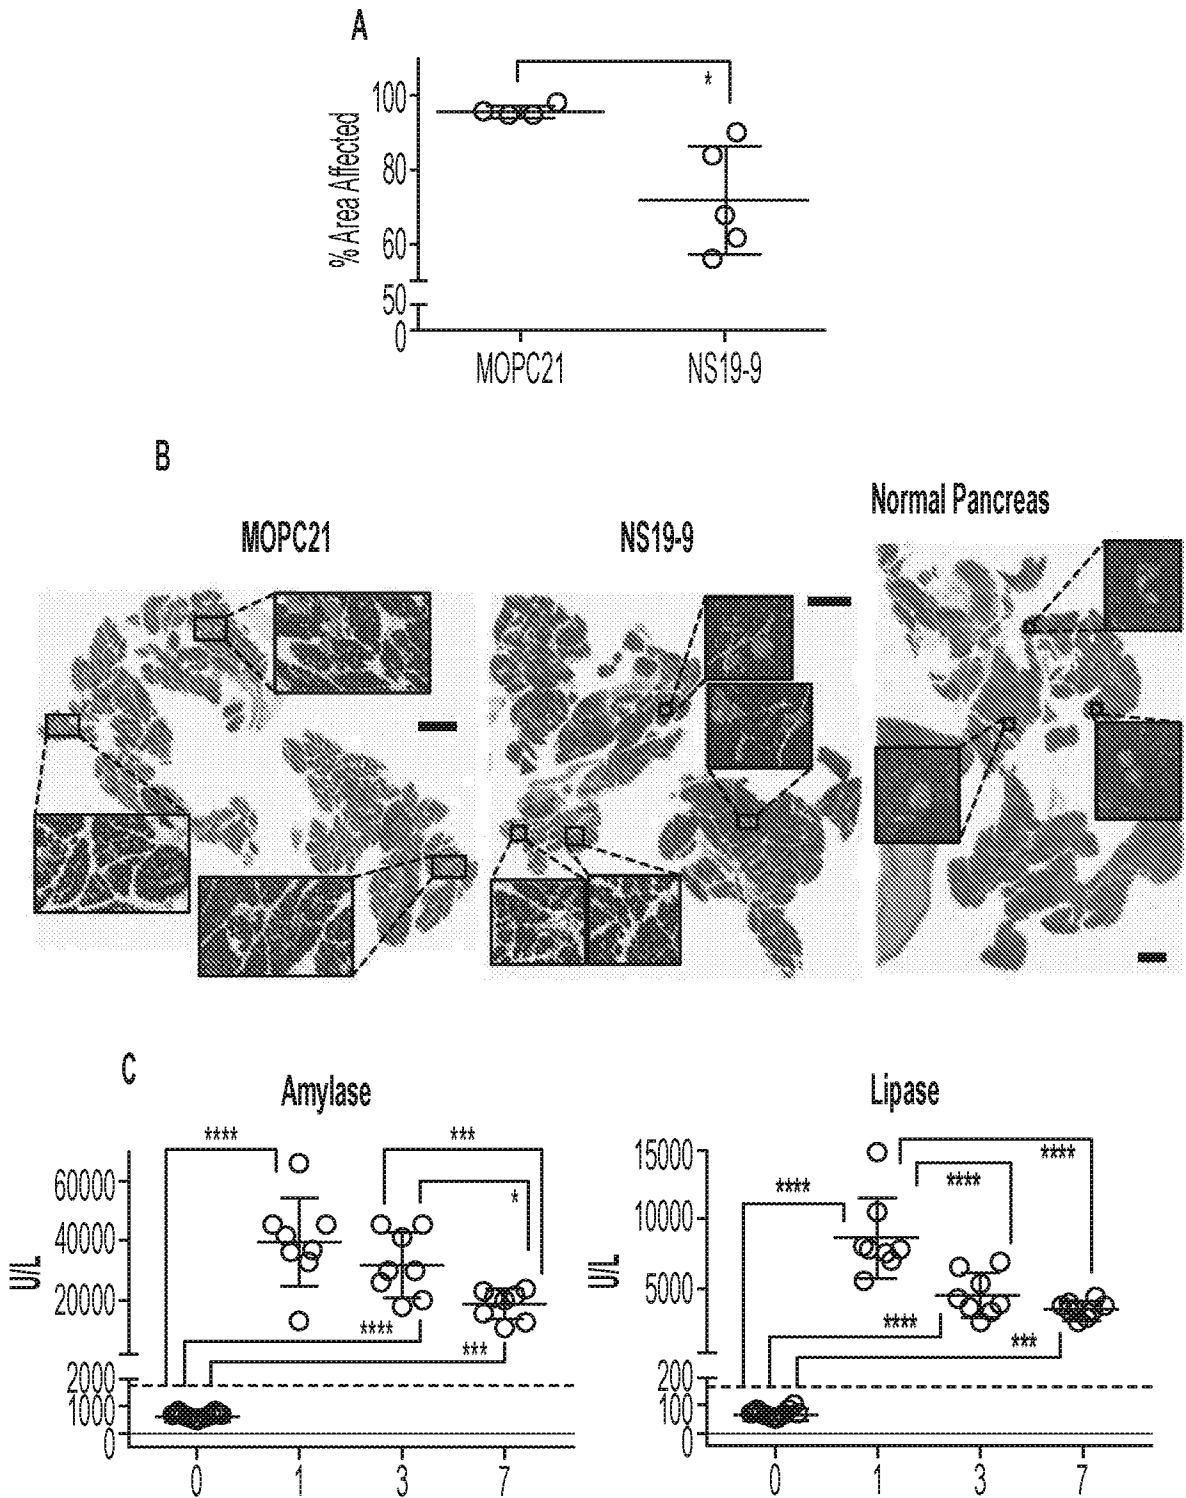 A
% Area Affected
100
*
80
60
50
0
MOPC21
NS19-9
B
Normal Pancreas
MOPC21
NS19-9
C
Amylase
Lipase
U/L
60000
40000
20000
2000
1000
0
****
***
*
****
***
0
1
3
7
U/L
15000
10000
5000
200
100
0
****
****
****
****
***
0
1
3
7